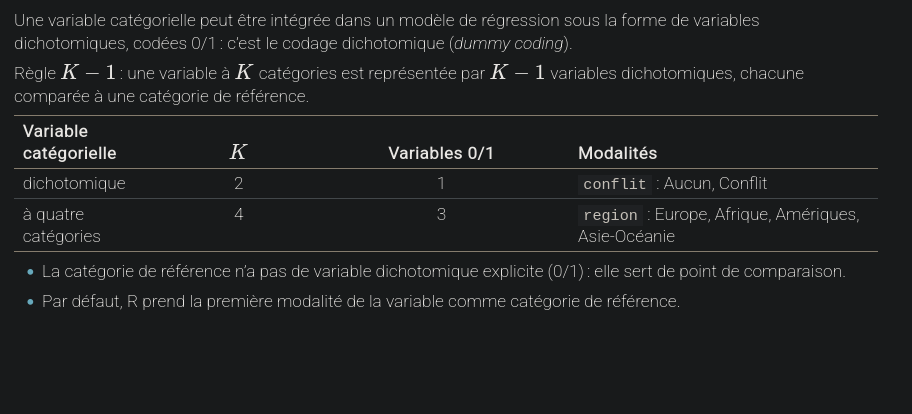 Une variable catégorielle peut être intégrée dans un modèle de régression sous la forme de variables
dichotomiques, codées 0/1 : c'est le codage dichotomique (dummy coding).
Règle K − 1 : une variable à K catégories est représentée par K − 1 variables dichotomiques, chacune
comparée à une catégorie de référence.
Variable
catégorielle K Variables 0/1 Modalités
dichotomique 2 1 conflit : Aucun, Conflit
à quatre 4 3 region : Europe, Afrique, Amériques,
catégories Asie-Océanie
• La catégorie de référence n'a pas de variable dichotomique explicite (0/1) : elle sert de point de comparaison.
• Par défaut, R prend la première modalité de la variable comme catégorie de référence.